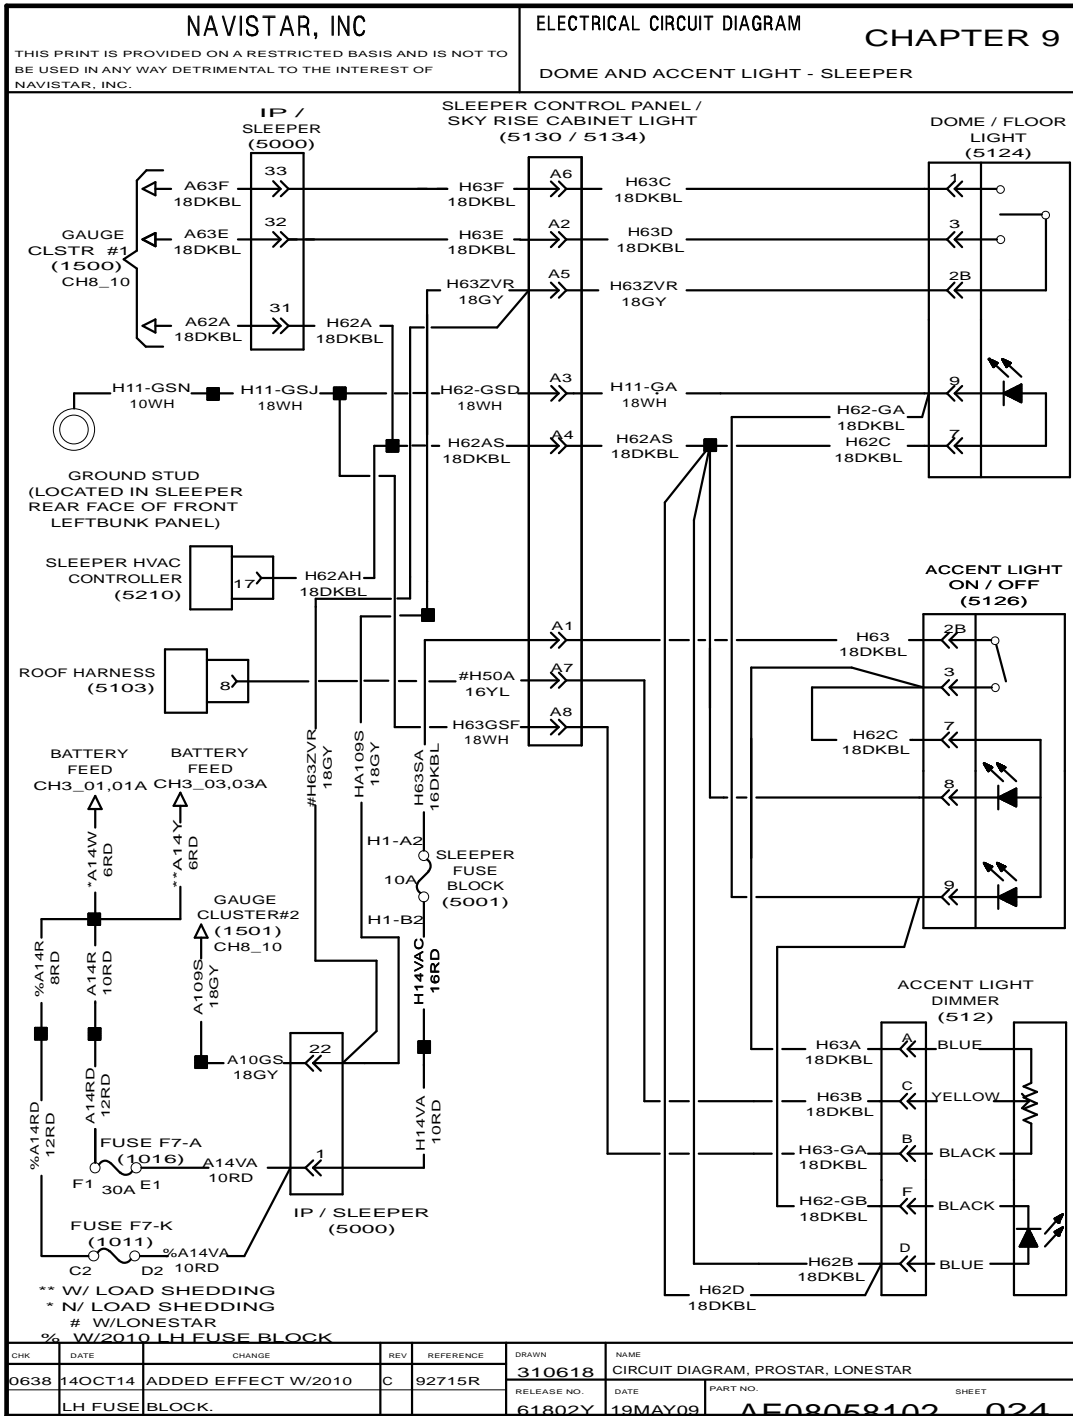 NAVISTAR, INC
THIS PRINT IS PROVIDED ON A RESTRICTED BASIS AND IS NOT TO
BE USED IN ANY WAY DETRIMENTAL TO THE INTEREST OF
NAVISTAR, INC.
ELECTRICAL CIRCUIT DIAGRAM
CHAPTER 9
DOME AND ACCENT LIGHT - SLEEPER
IP /
SLEEPER
(5000)
SLEEPER CONTROL PANEL /
SKY RISE CABINET LIGHT
(5130 / 5134)
DOME / FLOOR
LIGHT
(5124)
A63F
18DKBL
33
H63F
18DKBL
A6
H63C
18DKBL
1
GAUGE
CLSTR #1
(1500)
CH8_10
A63E
18DKBL
32
H63E
18DKBL
A2
H63D
18DKBL
3
H63ZVR
18GY
A5
H63ZVR
18GY
2B
A62A
18DKBL
31
H62A
18DKBL
H11-GSN
10WH
H11-GSJ
18WH
H62-GSD
18WH
A3
H11-GA
18WH
9
H62-GA
18DKBL
H62AS
18DKBL
A4
H62AS
18DKBL
H62C
18DKBL
7
GROUND STUD
(LOCATED IN SLEEPER
REAR FACE OF FRONT
LEFTBUNK PANEL)
SLEEPER HVAC
CONTROLLER
(5210)
17
H62AH
18DKBL
ACCENT LIGHT
ON / OFF
(5126)
A1
H63
18DKBL
2B
ROOF HARNESS
(5103)
8
#H50A
16YL
A7
3
H63GSF
18WH
A8
H62C
18DKBL
7
8
9
#H63ZVR
18GY
HA109S
18GY
H63SA
16DKBL
BATTERY
FEED
CH3_01,01A
BATTERY
FEED
CH3_03,03A
*A14W
6RD
**A14Y
6RD
H1-A2
10A
SLEEPER
FUSE
BLOCK
(5001)
H1-B2
GAUGE
CLUSTER#2
(1501)
CH8_10
%A14R
8RD
A14R
10RD
A109S
18GY
H14VAC
16RD
ACCENT LIGHT
DIMMER
(512)
A10GS
18GY
22
H63A
18DKBL
A
BLUE
H63B
18DKBL
C
YELLOW
%A14RD
12RD
A14RD
12RD
H14VA
10RD
FUSE F7-A
(1016)
F1
30A
E1
A14VA
10RD
1
H63-GA
18DKBL
B
BLACK
IP / SLEEPER
(5000)
H62-GB
18DKBL
F
BLACK
FUSE F7-K
(1011)
C2
D2
%A14VA
10RD
H62B
18DKBL
D
BLUE
H62D
18DKBL
** W/ LOAD SHEDDING
* N/ LOAD SHEDDING
# W/LONESTAR
% W/2010 LH FUSE BLOCK
CHK DATE CHANGE REV REFERENCE
0638 14OCT14 ADDED EFFECT W/2010 C 92715R
LH FUSE BLOCK.
DRAWN
310618
NAME
CIRCUIT DIAGRAM, PROSTAR, LONESTAR
RELEASE NO.
61802Y
DATE
19MAY09
PART NO.
AF08058102
SHEET
024